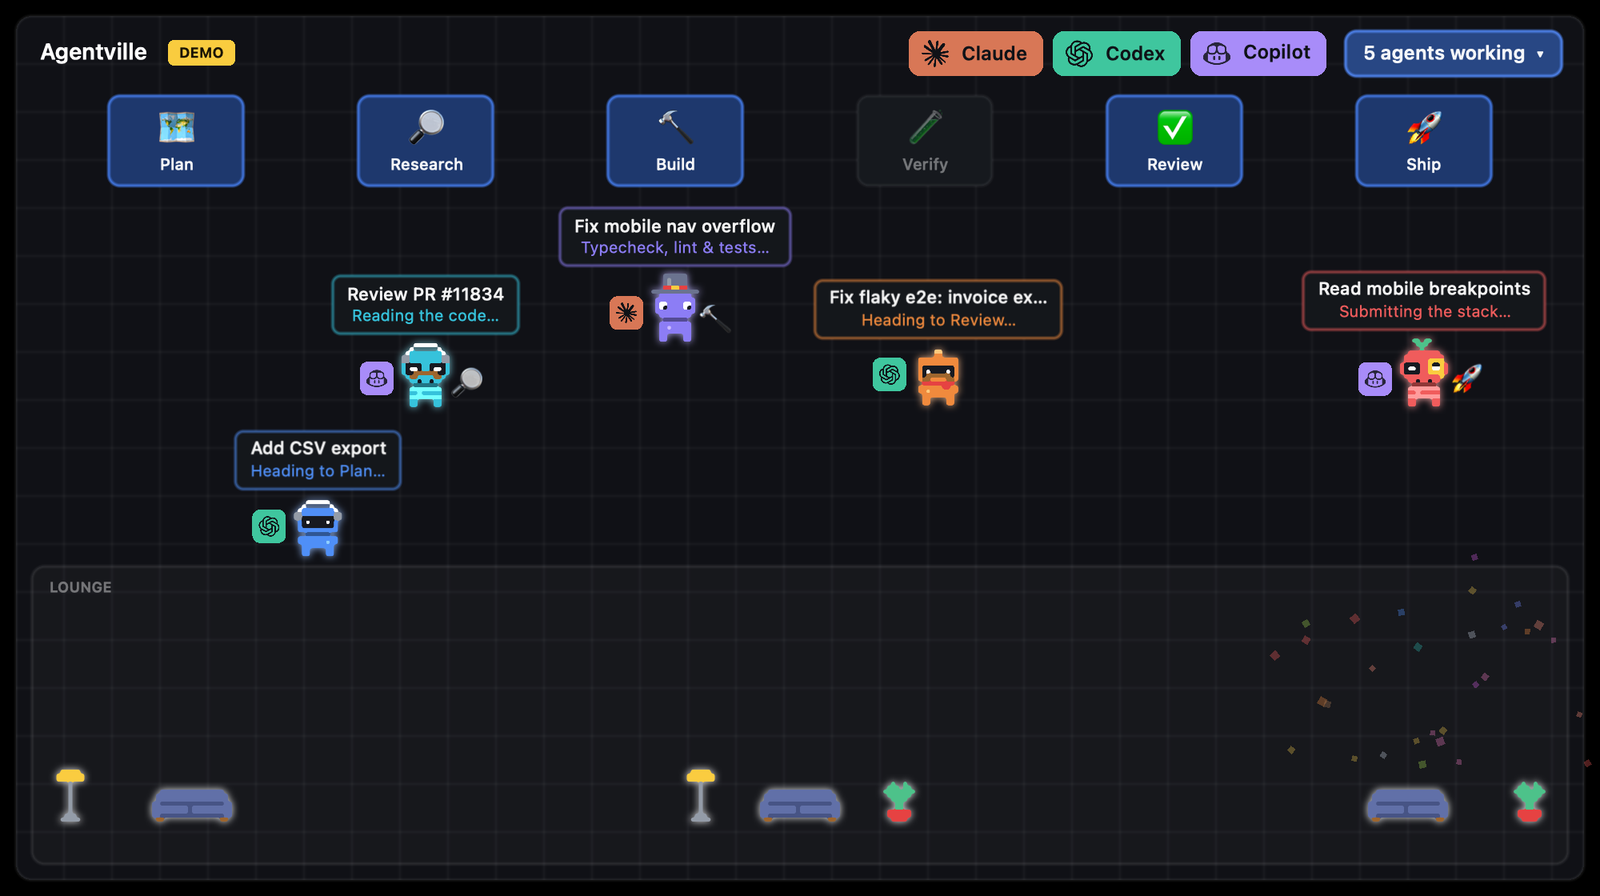 Agentville
DEMO
Claude
Codex
Copilot
5 agents working
Plan
Research
Build
Verify
Review
Ship
Fix mobile nav overflow
Typecheck, lint & tests...
Review PR #11834
Reading the code...
Fix flaky e2e: invoice ex...
Heading to Review...
Read mobile breakpoints
Submitting the stack...
Add CSV export
Heading to Plan...
LOUNGE